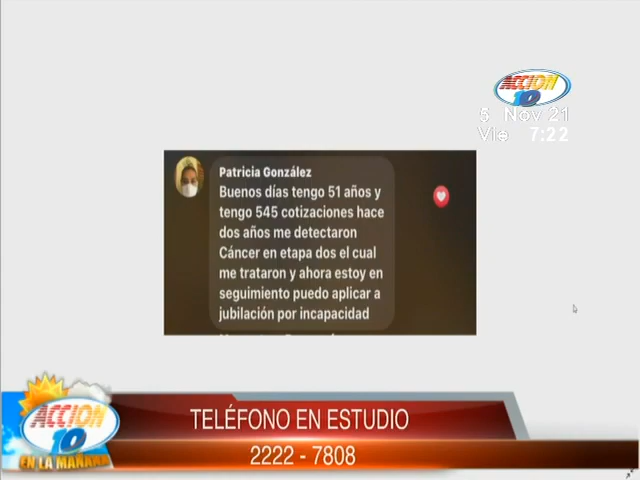 ACCION
10
5 Nov 21
Vie 7:22
Patricia González
Buenos días tengo 51 años y
tengo 545 cotizaciones hace
dos años me detectaron
Cáncer en etapa dos el cual
me trataron y ahora estoy en
seguimiento puedo aplicar a
jubilación por incapacidad
ACCION
10
EN LA MAÑANA
TELÉFONO EN ESTUDIO
2222 - 7808